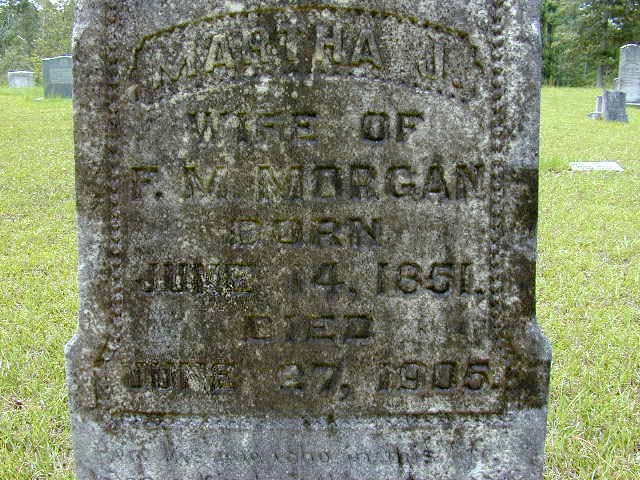 MARTHA J.
WIFE OF
F. M. MORGAN
BORN
JUNE 14, 1851.
DIED
JUNE 27, 1905.